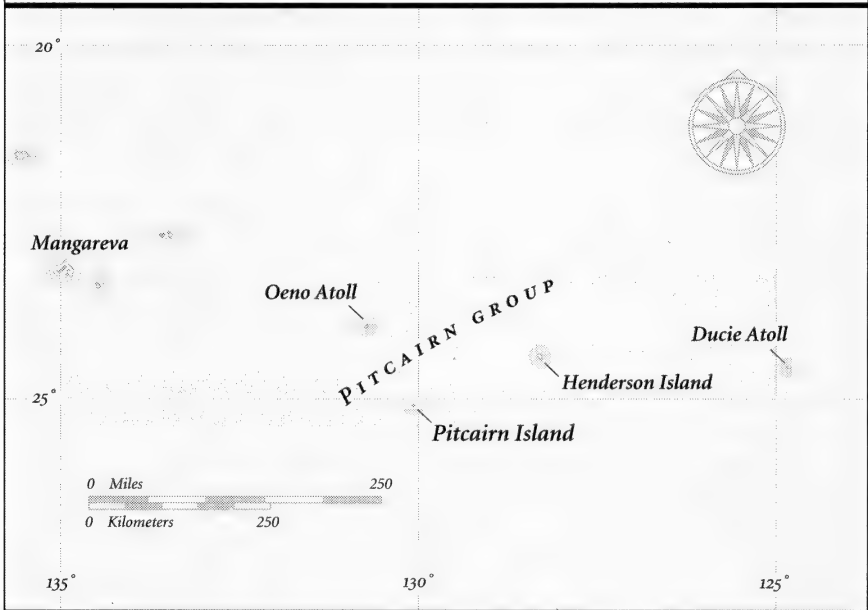 20°
Mangareva
Oeno Atoll
PITCAIRN GROUP
Ducie Atoll
Henderson Island
25°
Pitcairn Island
0 Miles 250
0 Kilometers 250
135° 130° 125°